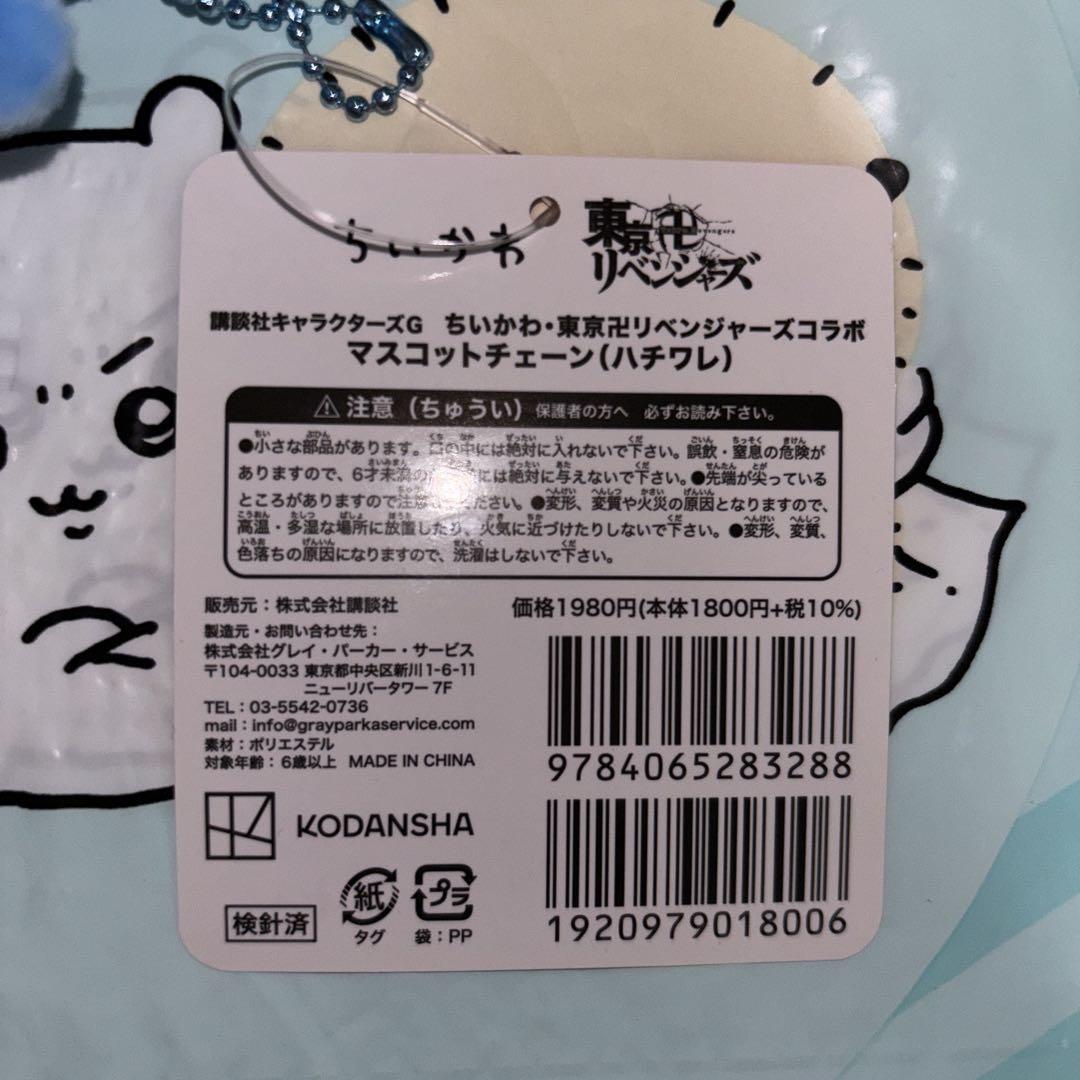 ちいかわ
東京卍リベンジャーズ
講談社キャラクターズG ちいかわ・東京卍リベンジャーズコラボ
マスコットチェーン(ハチワレ)
⚠ 注意（ちゅうい） 保護者の方へ 必ずお読み下さい。
●小さな部品があります。口の中には絶対に入れないで下さい。誤飲・窒息の危険が
ありますので、6才未満の には絶対に与えないで下さい。●先端が尖っている
ところがありますので注意 ください。●変形、変質や火災の原因となりますので、
高温・多湿な場所に放置したり、火気に近づけたりしないで下さい。●変形、変質、
色落ちの原因になりますので、洗濯はしないで下さい。
販売元：株式会社講談社
価格1980円(本体1800円+税10%)
製造元・お問い合わせ先：
株式会社グレイ・パーカー・サービス
〒104-0033 東京都中央区新川1-6-11
ニューリバータワー 7F
TEL：03-5542-0736
mail：info@grayparkaservice.com
素材：ポリエステル
対象年齢：6歳以上 MADE IN CHINA
9784065283288
KODANSHA
1920979018006
検針済
紙
タグ
プラ
袋：PP